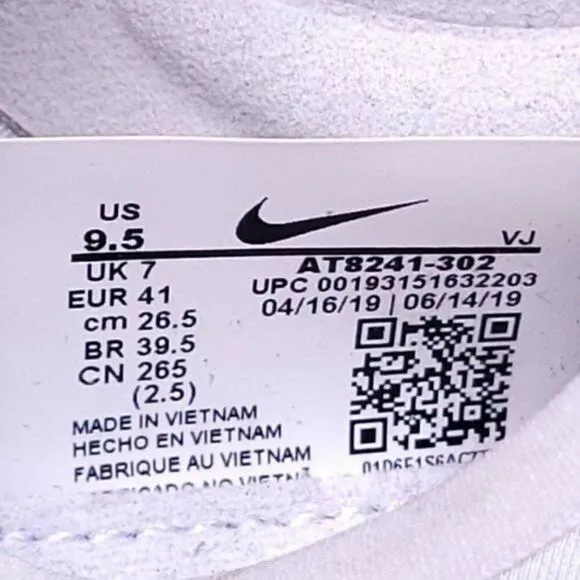 US
9.5 VJ
UK 7 AT8241-302
EUR 41 UPC 00193151632203
cm 26.5 04/16/19 | 06/14/19
BR 39.5
CN 265
(2.5)
MADE IN VIETNAM
HECHO EN VIETNAM
FABRIQUE AU VIETNAM